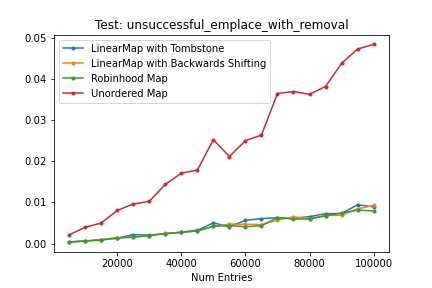 Test: unsuccessful_emplace_with_removal
LinearMap with Tombstone
LinearMap with Backwards Shifting
Robinhood Map
Unordered Map
0.05
0.04
0.03
0.02
0.01
0.00
20000 40000 60000 80000 100000
Num Entries